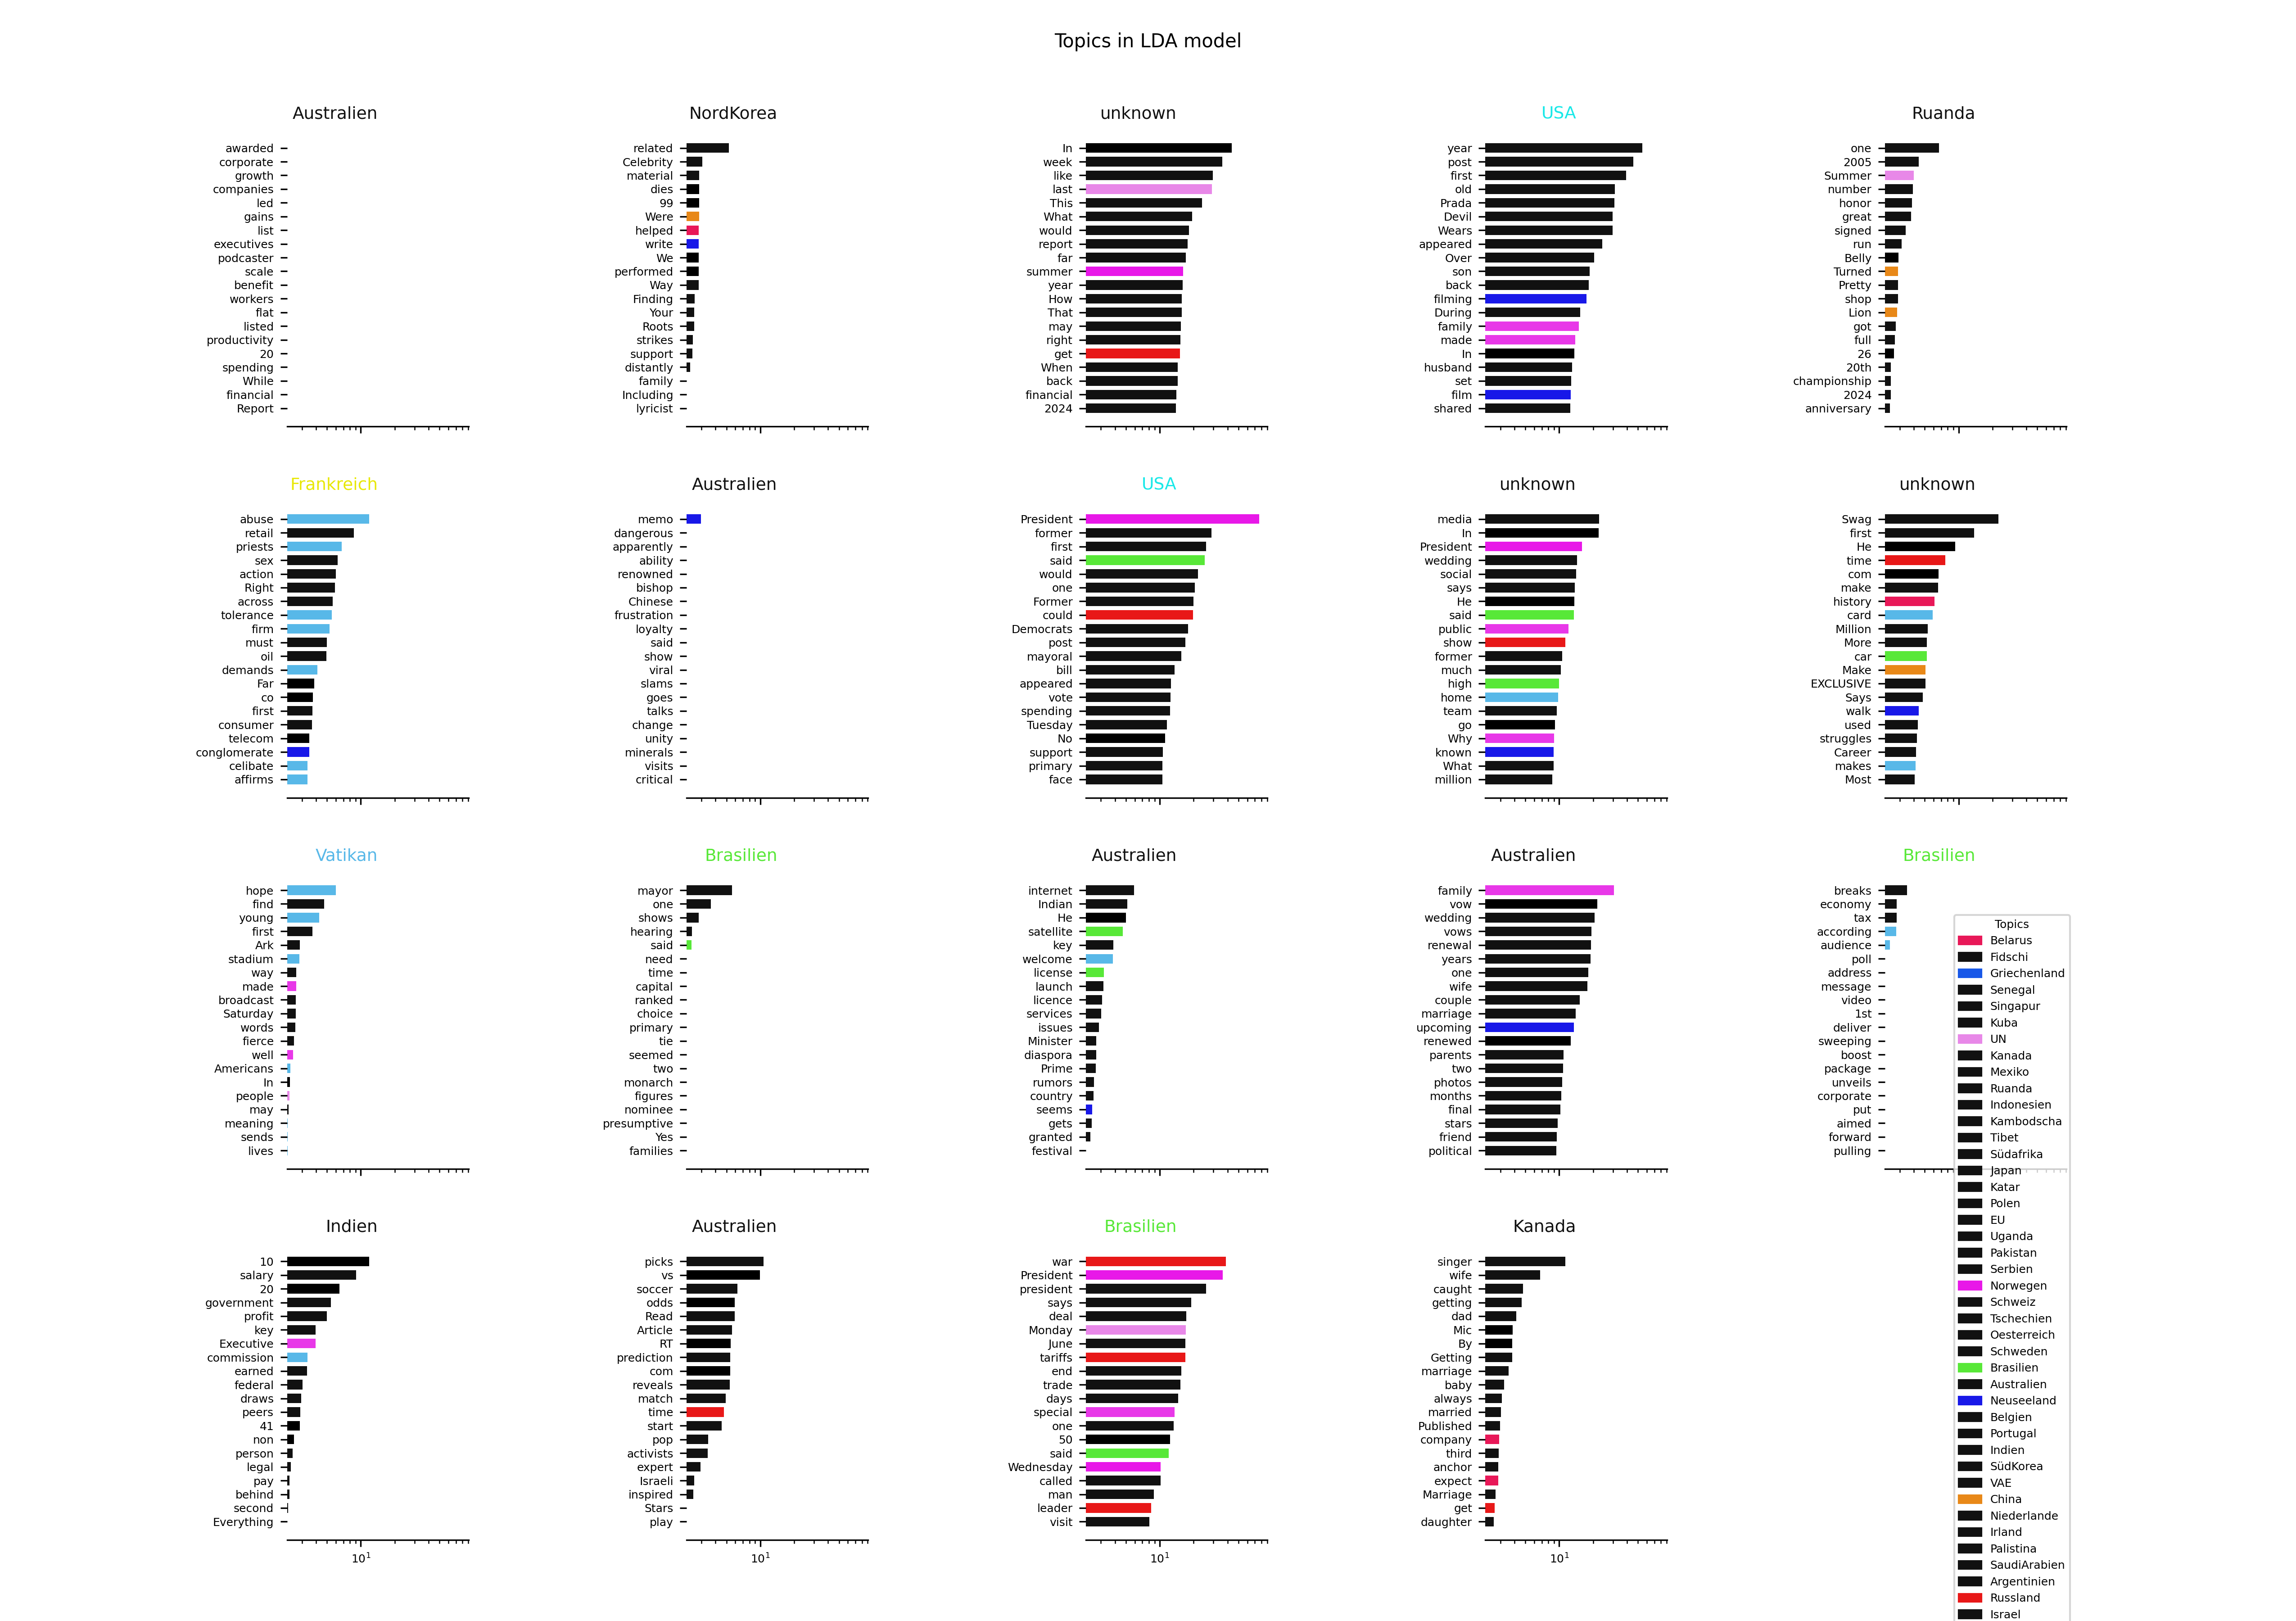 Topics in LDA model
Australien
awarded
corporate
growth
companies
led
gains
list
executives
podcaster
scale
benefit
workers
flat
listed
productivity
20
spending
While
financial
Report
NordKorea
related
Celebrity
material
dies
99
Were
helped
write
We
performed
Way
Finding
Your
Roots
strikes
support
distantly
family
Including
lyricist
unknown
In
week
like
last
This
What
would
report
far
summer
year
How
That
may
right
get
When
back
financial
2024
USA
year
post
first
old
Prada
Devil
Wears
appeared
Over
son
back
filming
During
family
made
In
husband
set
film
shared
Ruanda
one
2005
Summer
number
honor
great
signed
run
Belly
Turned
Pretty
shop
Lion
got
full
26
20th
championship
2024
anniversary
Frankreich
abuse
retail
priests
sex
action
Right
across
tolerance
firm
must
oil
demands
Far
co
first
consumer
telecom
conglomerate
celibate
affirms
Australien
memo
dangerous
apparently
ability
renowned
bishop
Chinese
frustration
loyalty
said
show
viral
slams
goes
talks
change
unity
minerals
visits
critical
USA
President
former
first
said
would
one
Former
could
Democrats
post
mayoral
bill
appeared
vote
spending
Tuesday
No
support
primary
face
unknown
media
In
President
wedding
social
says
He
said
public
show
former
much
high
home
team
go
Why
known
What
million
unknown
Swag
first
He
time
com
make
history
card
Million
More
car
Make
EXCLUSIVE
Says
walk
used
struggles
Career
makes
Most
Vatikan
hope
find
young
first
Ark
stadium
way
made
broadcast
Saturday
words
fierce
well
Americans
In
people
may
meaning
sends
lives
Brasilien
mayor
one
shows
hearing
said
need
time
capital
ranked
choice
primary
tie
seemed
two
monarch
figures
nominee
presumptive
Yes
families
Australien
internet
Indian
He
satellite
key
welcome
license
launch
licence
services
issues
Minister
diaspora
Prime
rumors
country
seems
gets
granted
festival
Australien
family
vow
wedding
vows
renewal
years
one
wife
couple
marriage
upcoming
renewed
parents
two
photos
months
final
stars
friend
political
Brasilien
breaks
economy
tax
according
audience
poll
address
message
video
1st
deliver
sweeping
boost
package
unveils
corporate
put
aimed
forward
pulling
Indien
10
salary
20
government
profit
key
Executive
commission
earned
federal
draws
peers
41
non
person
legal
pay
behind
second
Everything
10¹
Australien
picks
vs
soccer
odds
Read
Article
RT
prediction
com
reveals
match
time
start
pop
activists
expert
Israeli
inspired
Stars
play
10¹
Brasilien
war
President
president
says
deal
Monday
June
tariffs
end
trade
days
special
one
50
said
Wednesday
called
man
leader
visit
10¹
Kanada
singer
wife
caught
getting
dad
Mic
By
Getting
marriage
baby
always
married
Published
company
third
anchor
expect
Marriage
get
daughter
10¹
Topics
Belarus
Fidschi
Griechenland
Senegal
Singapur
Kuba
UN
Kanada
Mexiko
Ruanda
Indonesien
Kambodscha
Tibet
Südafrika
Japan
Katar
Polen
EU
Uganda
Pakistan
Serbien
Norwegen
Schweiz
Tschechien
Oesterreich
Schweden
Brasilien
Australien
Neuseeland
Belgien
Portugal
Indien
SüdKorea
VAE
China
Niederlande
Irland
Palistina
SaudiArabien
Argentinien
Russland
Israel